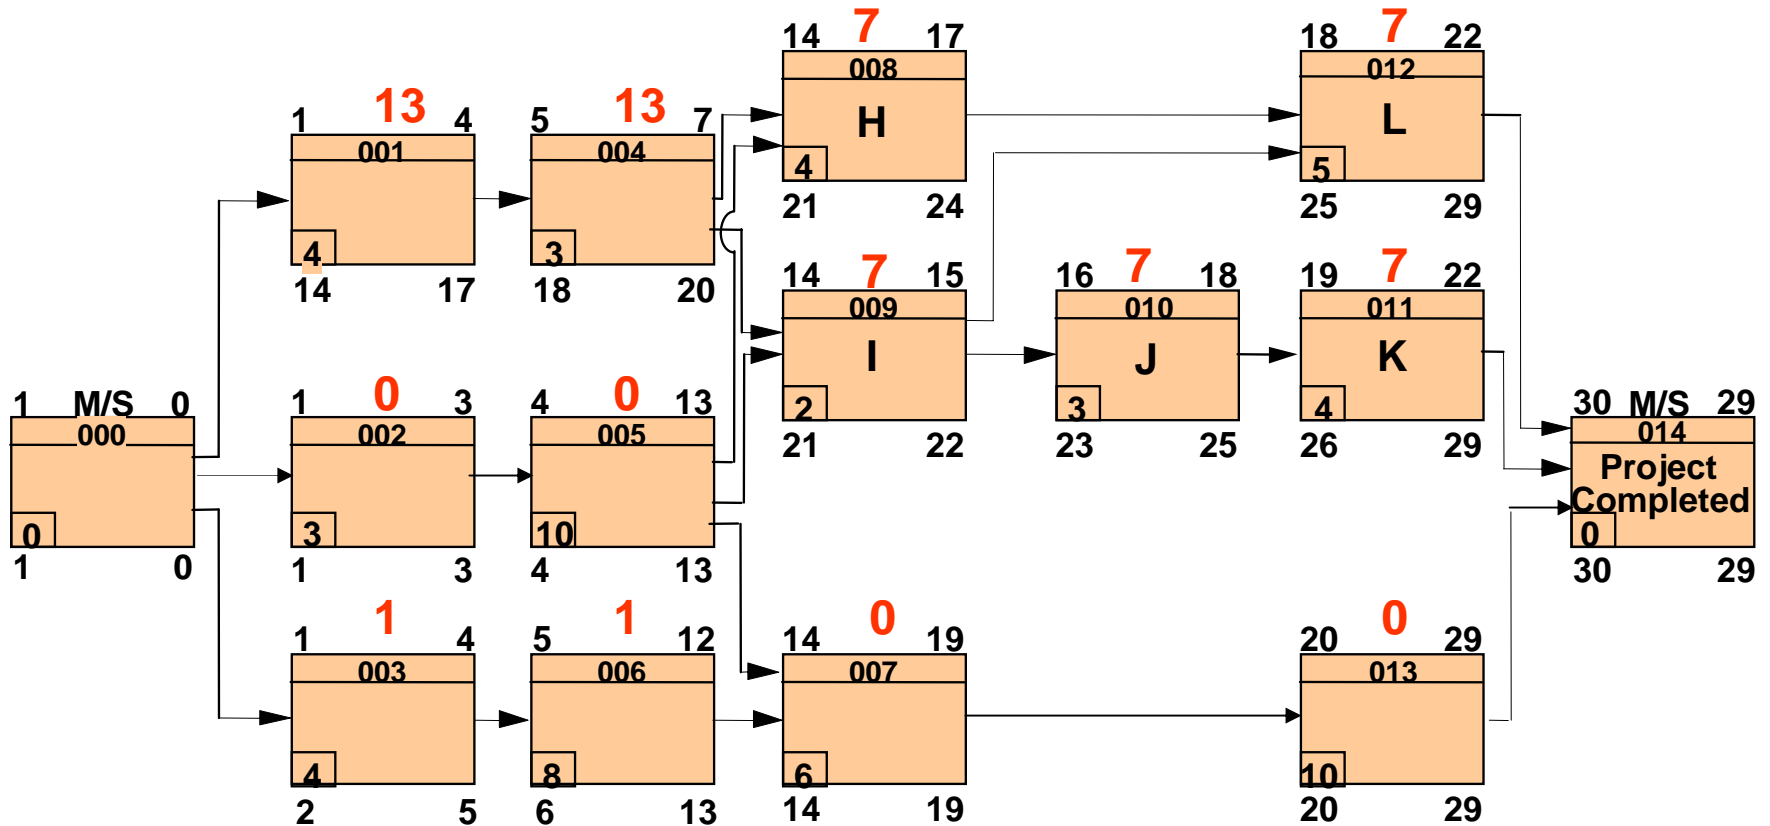 14 7 17
18 7 22
008
012
H
L
4
5
21 24
25 29
1 13 4
5 13 7
001
004
4
3
14 17
18 20
14 7 15
16 7 18
19 7 22
009
010
011
I
J
K
2
3
4
21 22
23 25
26 29
1 M/S 0
1 0 3
4 0 13
30 M/S 29
000
002
005
014
Project
Completed
0
3
10
0
1 0
1 3
4 13
30 29
1 1 4
5 1 12
14 0 19
20 0 29
003
006
007
013
4
8
6
10
2 5
6 13
14 19
20 29